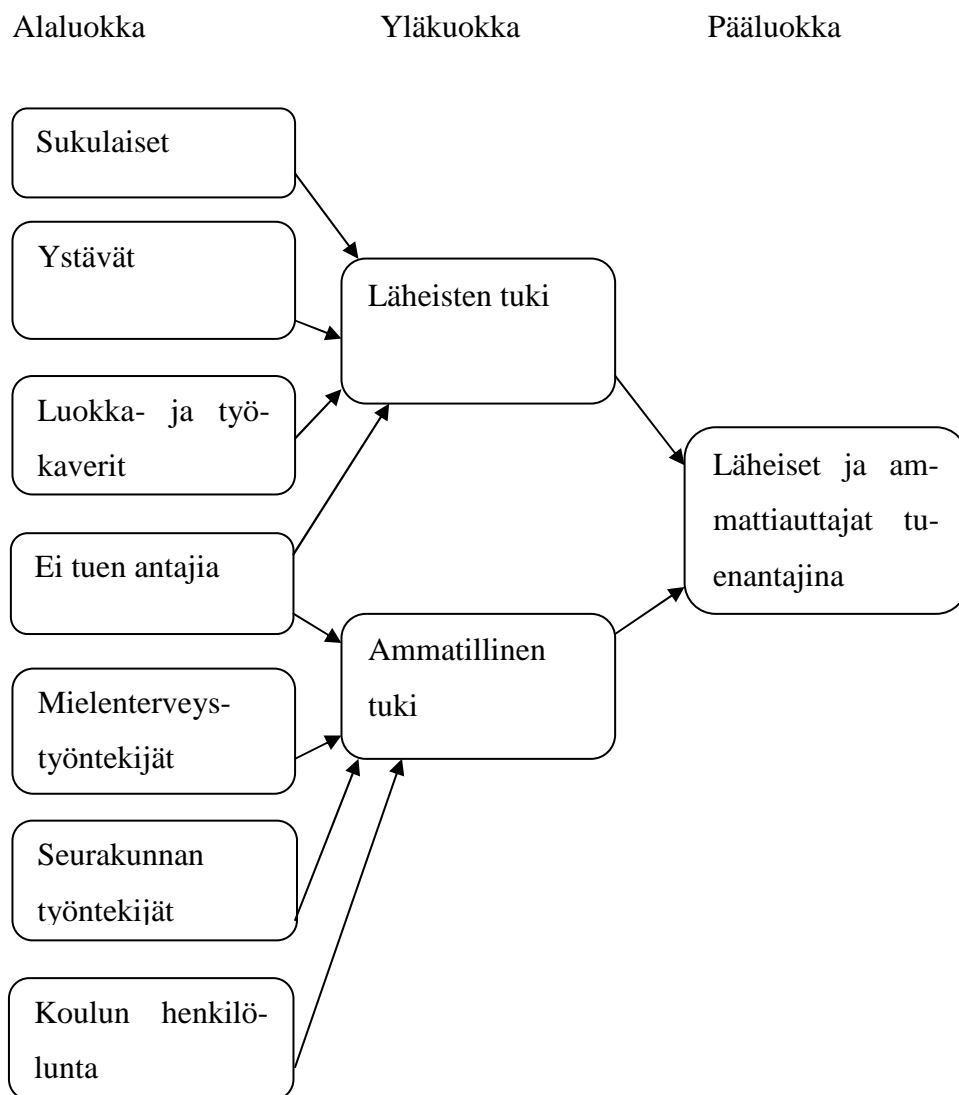 Alaluokka Yläkuokka Pääluokka
Sukulaiset
Ystävät
Läheisten tuki
Luokka- ja työ-
kaverit
Läheiset ja am-
mattiauttajat tu-
enantajina
Ei tuen antajia
Ammatillinen
tuki
Mielenterveys-
työntekijät
Seurakunnan
työntekijät
Koulun henkilö-
lunta